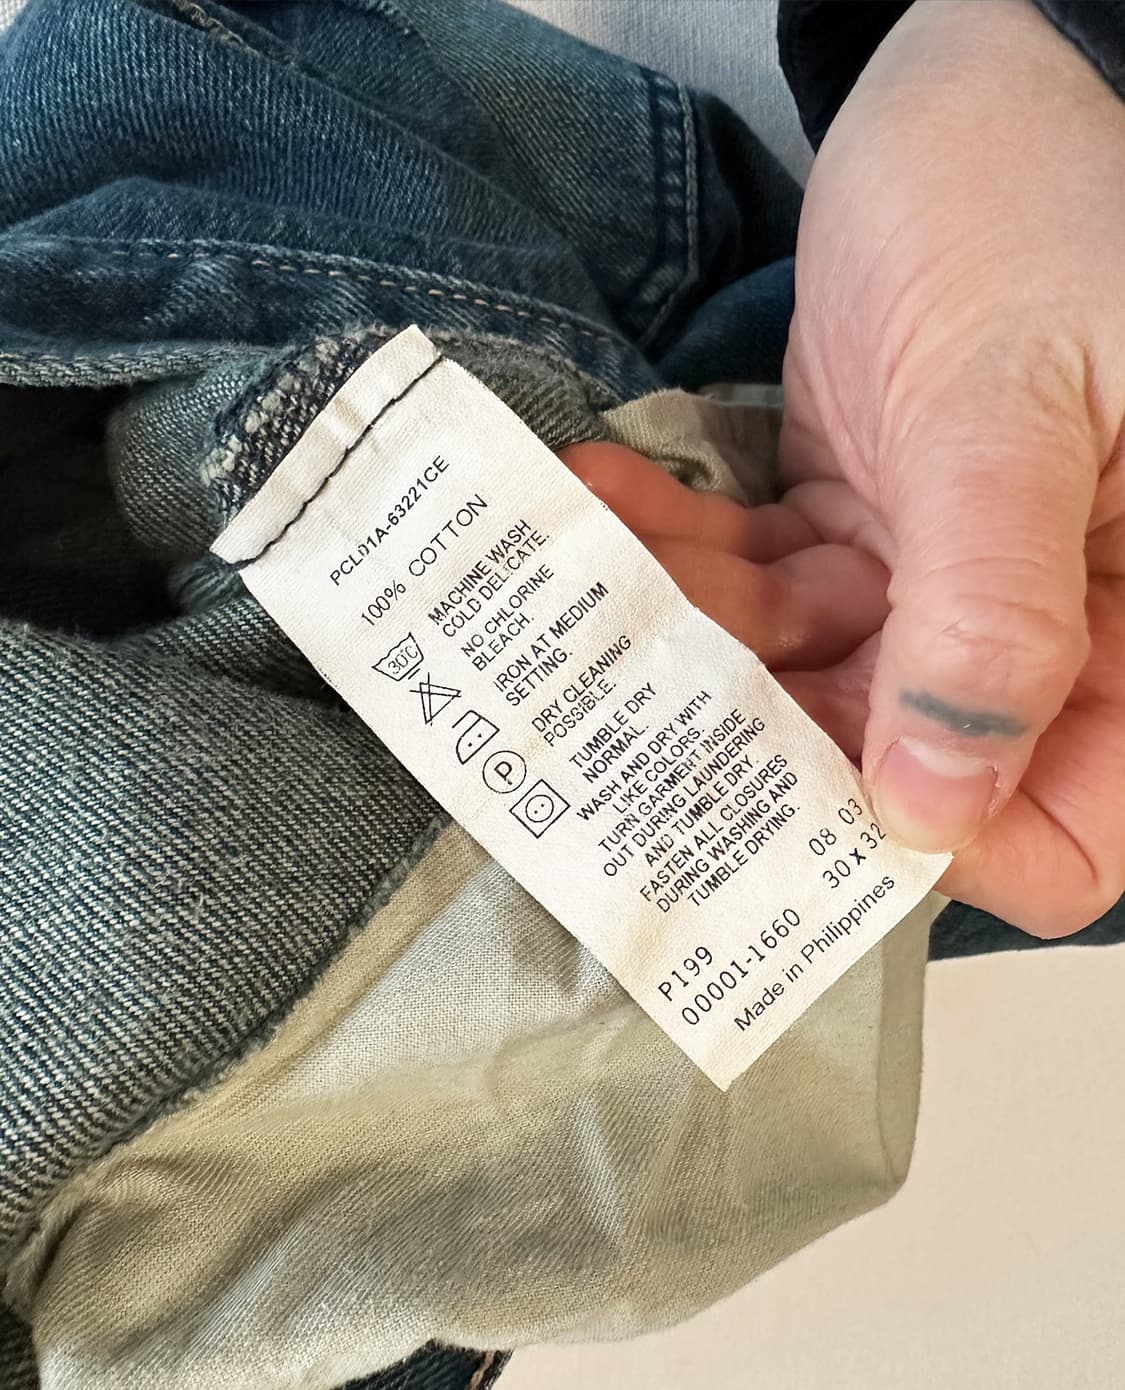 PCL01A-63221CE
100% COTTON
30°C
MACHINE WASH
COLD DELICATE.
NO CHLORINE
BLEACH.
IRON AT MEDIUM
SETTING.
P
DRY CLEANING
POSSIBLE.
TUMBLE DRY
NORMAL.
WASH AND DRY WITH
LIKE COLORS.
TURN GARMENT INSIDE
OUT DURING LAUNDERING
AND TUMBLE DRY.
FASTEN ALL CLOSURES
DURING WASHING AND
TUMBLE DRYING.
08 03
30 x 32
P199
00001-1660
Made in Philippines